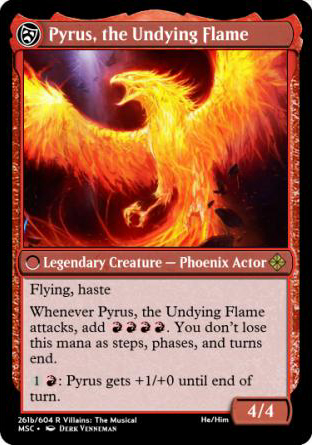 Pyrus, the Undying Flame
Legendary Creature — Phoenix Actor
Flying, haste
Whenever Pyrus, the Undying Flame
attacks, add RRRR. You don't lose
this mana as steps, phases, and turns
end.
1 R: Pyrus gets +1/+0 until end of
turn.
261b/604 R Villains: The Musical
He/Him
MSC • Derk Venneman
4/4